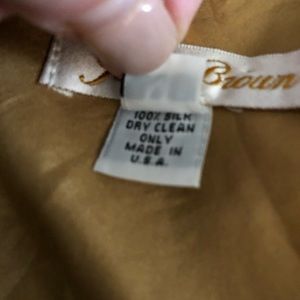 Brown
100% SILK
DRY CLEAN
ONLY
MADE IN
U.S.A.